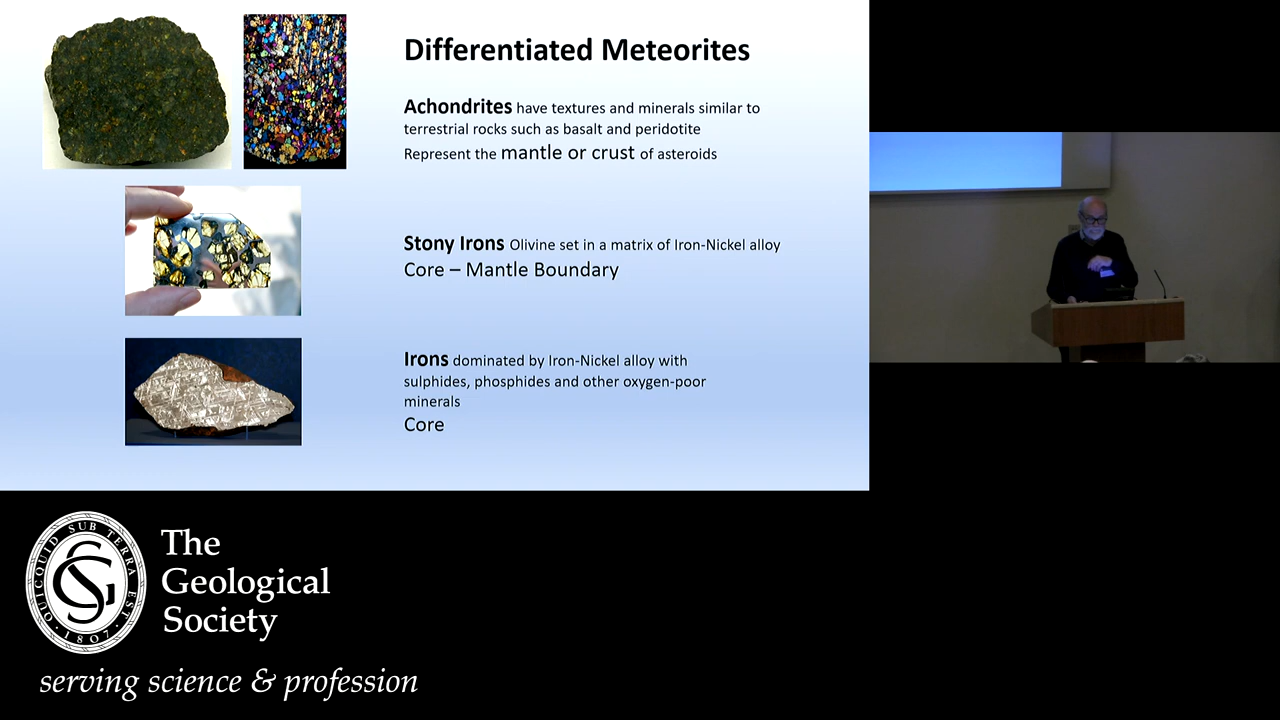 Differentiated Meteorites
Achondrites have textures and minerals similar to
terrestrial rocks such as basalt and peridotite
Represent the mantle or crust of asteroids
Stony Irons Olivine set in a matrix of Iron-Nickel alloy
Core – Mantle Boundary
Irons dominated by Iron-Nickel alloy with
sulphides, phosphides and other oxygen-poor
minerals
Core
QUICQUID SUB TERRA EST
· 1807 ·
The
Geological
Society
serving science & profession